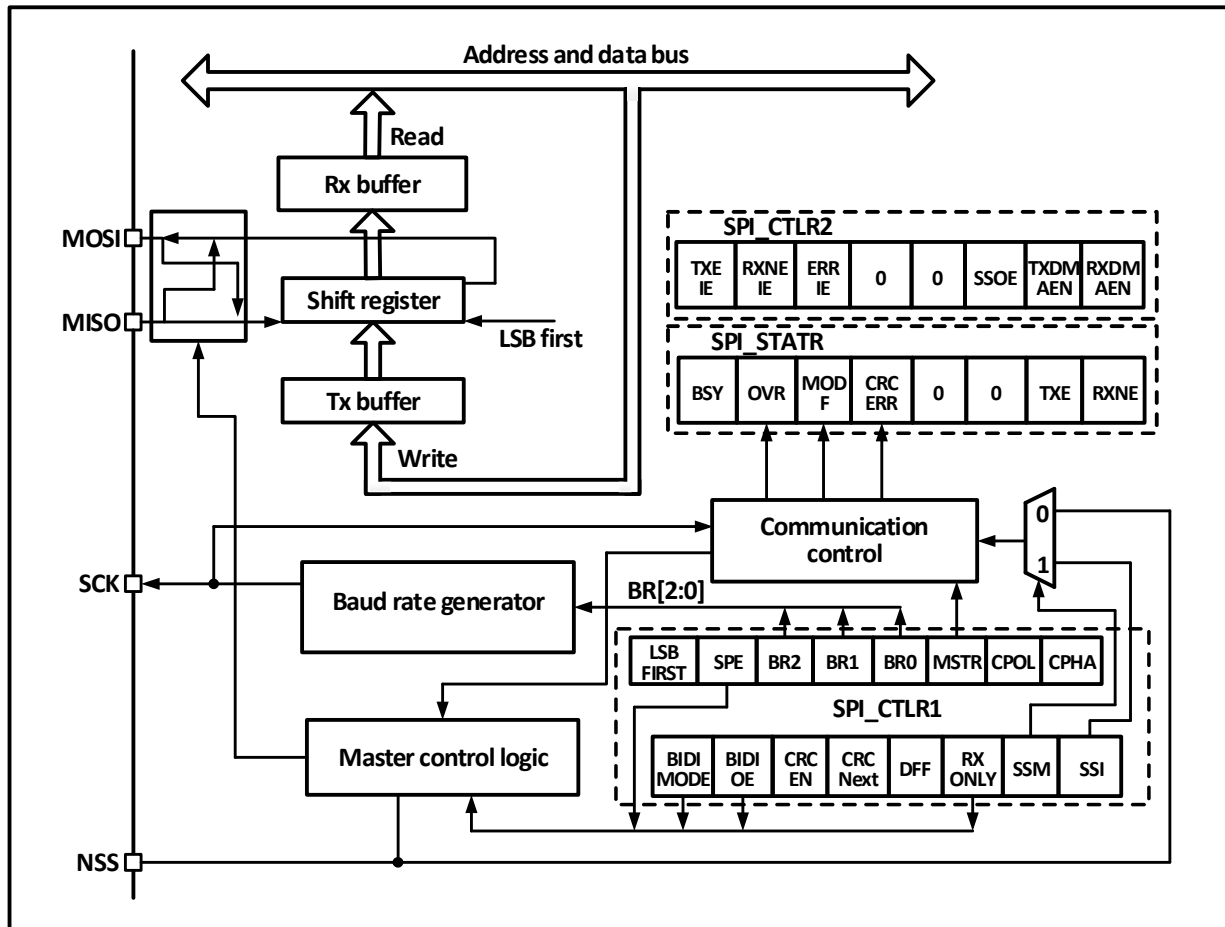 Address and data bus
Read
Rx buffer
MOSI
SPI_CTLR2
TXE
IE
RXNE
IE
ERR
IE
0
0
SSOE
TXDM
AEN
RXDM
AEN
Shift register
MISO
LSB first
SPI_STATR
BSY
OVR
MOD
F
CRC
ERR
0
0
TXE
RXNE
Tx buffer
Write
Communication
control
0
1
SCK
Baud rate generator
BR[2:0]
LSB
FIRST
SPE
BR2
BR1
BR0
MSTR
CPOL
CPHA
SPI_CTLR1
Master control logic
BIDI
MODE
BIDI
OE
CRC
EN
CRC
Next
DFF
RX
ONLY
SSM
SSI
NSS